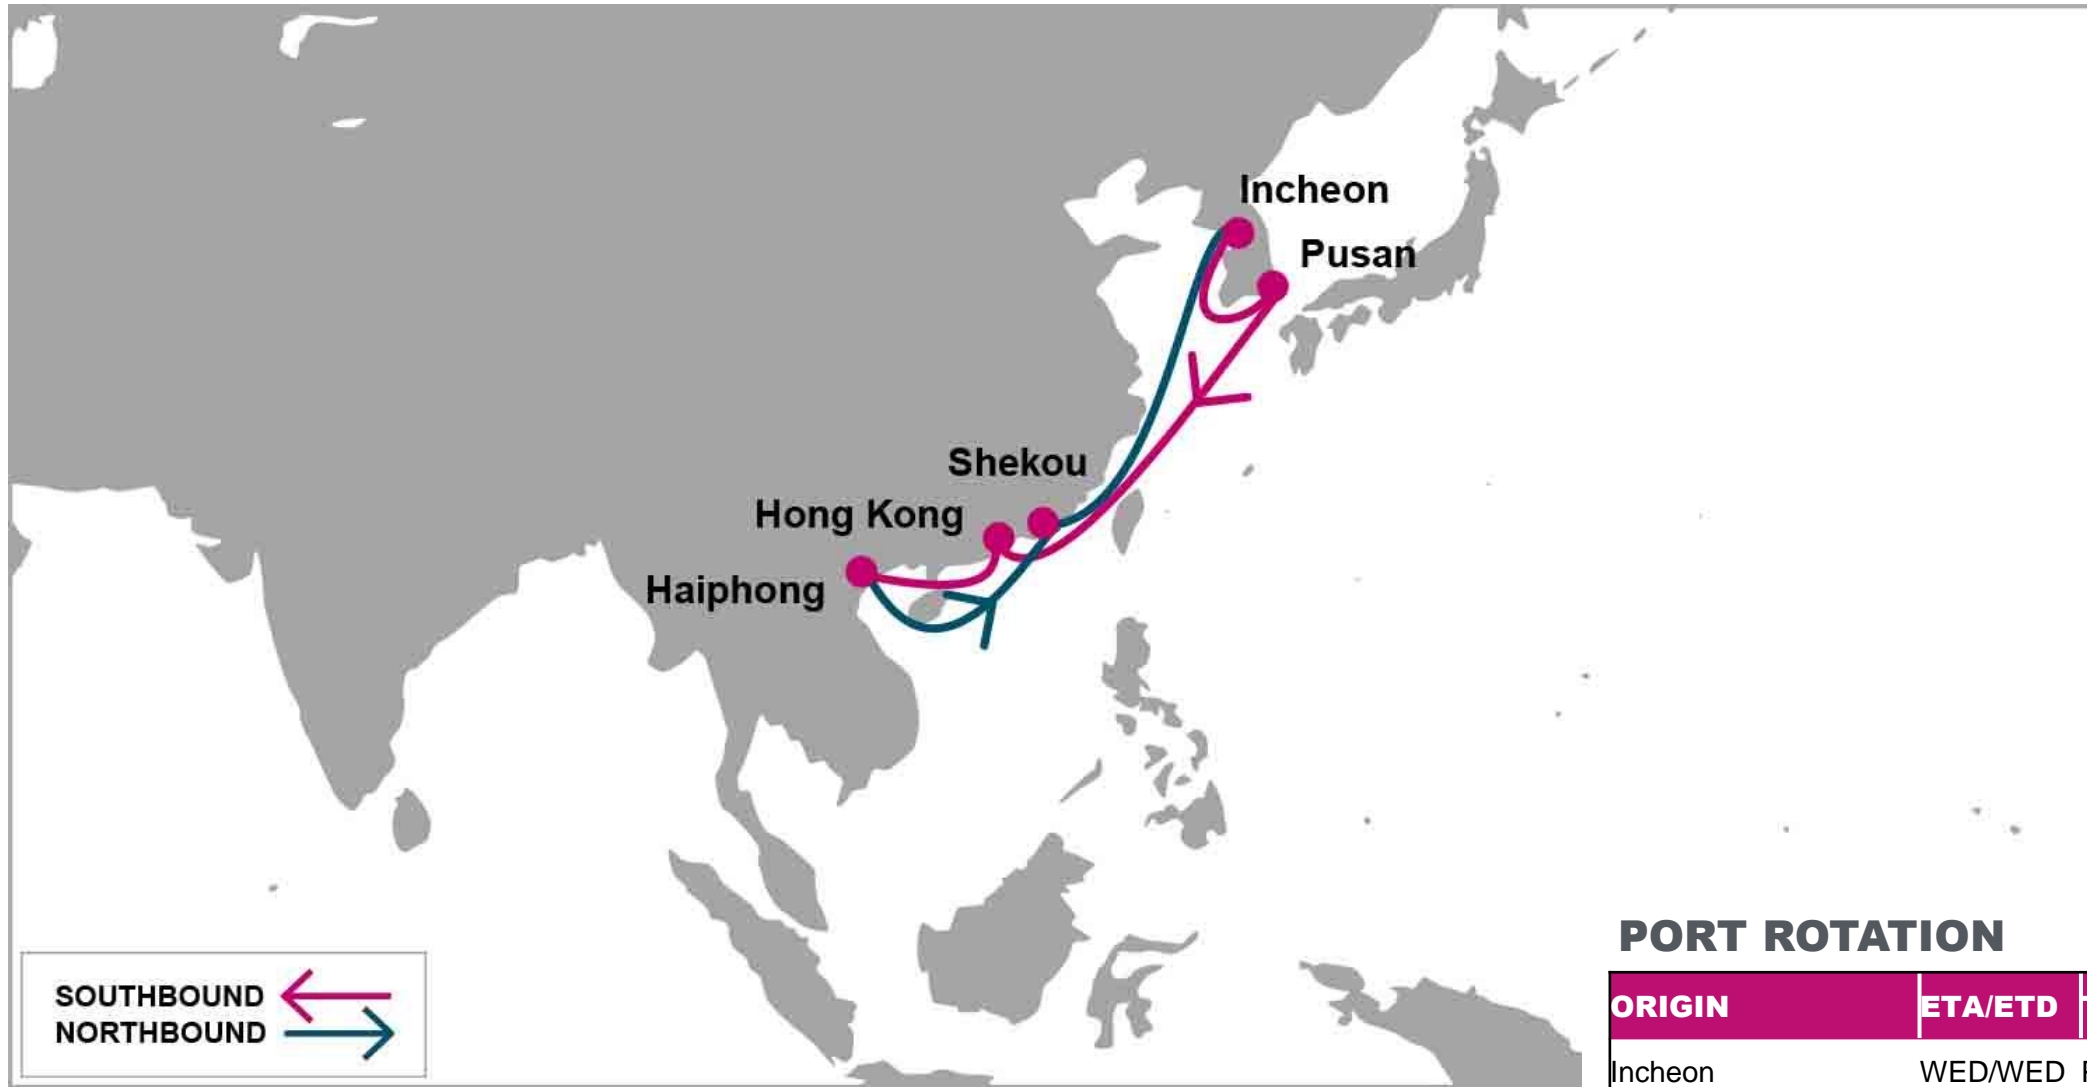 Incheon
Pusan
Shekou
Hong Kong
Haiphong
SOUTHBOUND
NORTHBOUND
PORT ROTATION
ORIGIN ETA/ETD
Incheon WED/WED